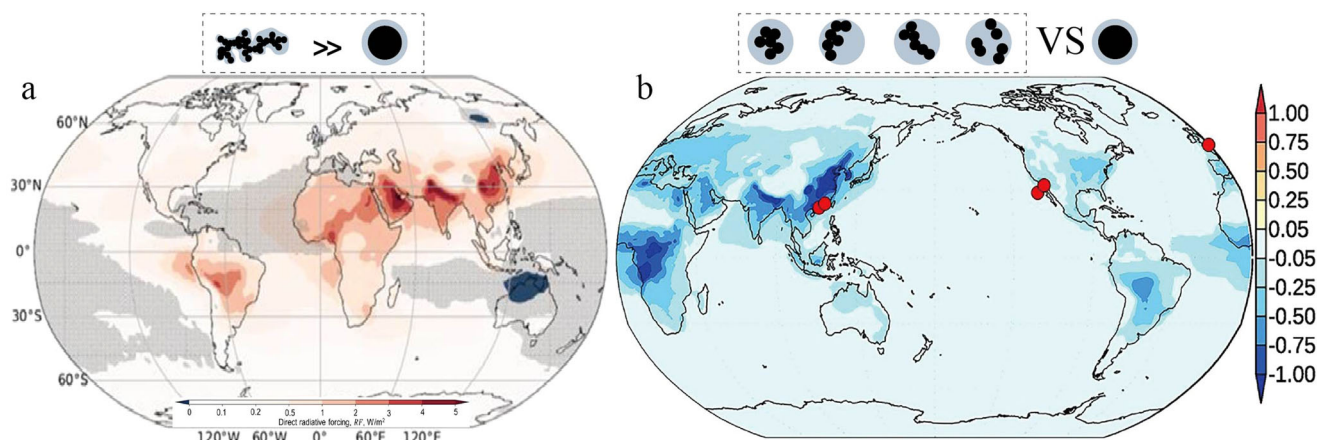 >>
VS
a
b
60°N
30°N
0°
30°S
60°S
0 0.1 0.2 0.5 1 2 3 4 5
Direct radiative forcing, RF, W/m²
120°W 60°W 0° 60°E 120°E
1.00
0.75
0.50
0.25
0.05
-0.05
-0.25
-0.50
-0.75
-1.00